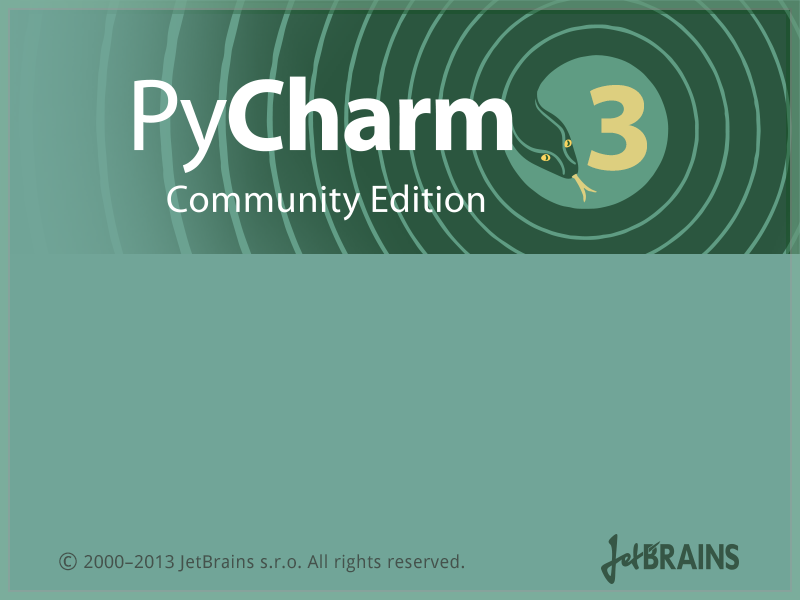 PyCharm 3
Community Edition
© 2000–2013 JetBrains s.r.o. All rights reserved.
JetBRAINS